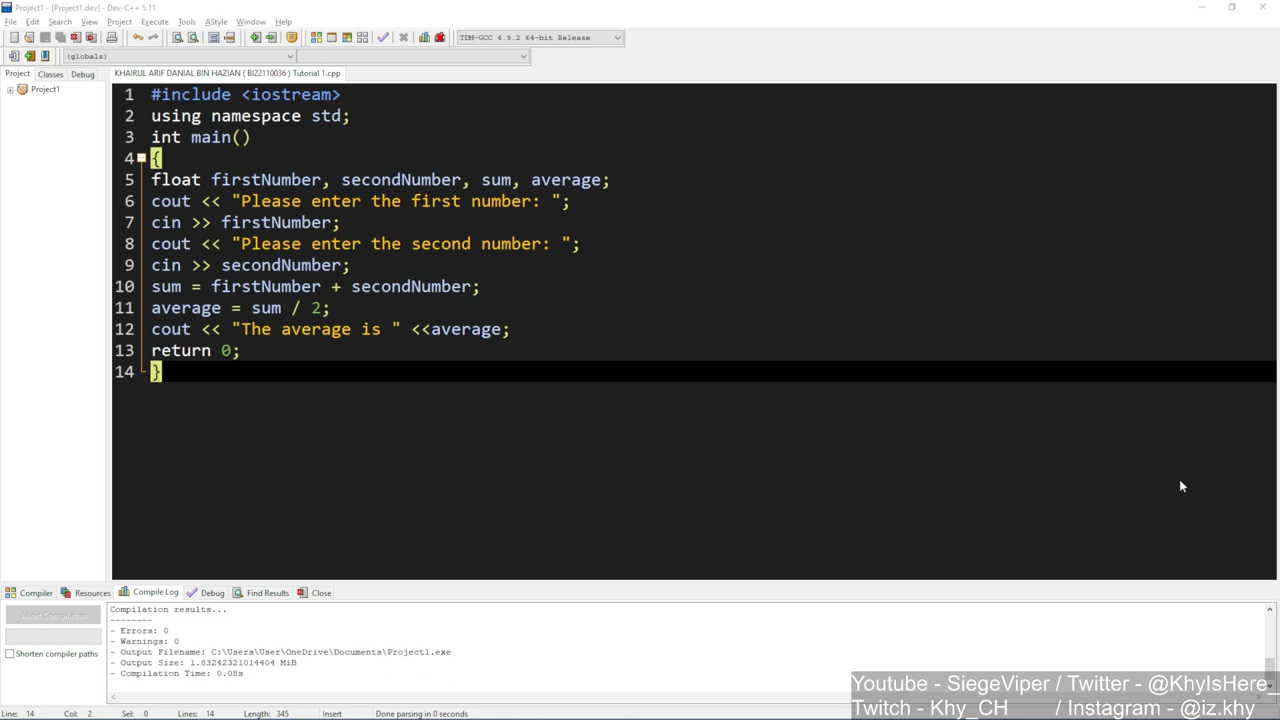 Project1 - [Project1.dev] - Dev-C++ 5.11
File Edit Search View Project Execute Tools AStyle Window Help
TDM-GCC 4.9.2 64-bit Release
(globals)
Project Classes Debug KHAIRUL ARIF DANIAL BIN HAZIAN ( BI22110036 ) Tutorial 1.cpp
Project1
1 #include <iostream>
2 using namespace std;
3 int main()
4 {
5 float firstNumber, secondNumber, sum, average;
6 cout << "Please enter the first number: ";
7 cin >> firstNumber;
8 cout << "Please enter the second number: ";
9 cin >> secondNumber;
10 sum = firstNumber + secondNumber;
11 average = sum / 2;
12 cout << "The average is " <<average;
13 return 0;
14 }
Compiler Resources Compile Log Debug Find Results Close
Abort Compilation
Shorten compiler paths
Compilation results...
--------
- Errors: 0
- Warnings: 0
- Output Filename: C:\Users\User\OneDrive\Documents\Project1.exe
- Output Size: 1.83242321014404 MiB
- Compilation Time: 0.08s
Youtube - SiegeViper / Twitter - @KhyIsHere
Twitch - Khy_CH / Instagram - @iz.khy
Line: 14 Col: 2 Sel: 0 Lines: 14 Length: 345 Insert Done parsing in 0 seconds